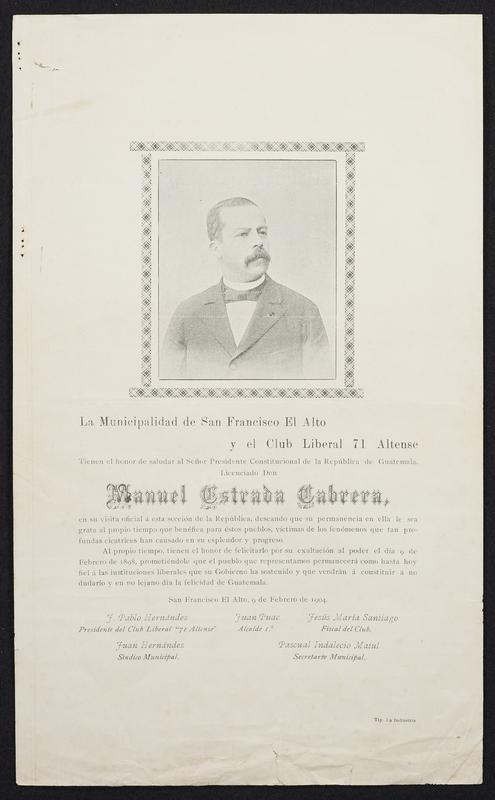 La Municipalidad de San Francisco El Alto
y el Club Liberal 71 Altense
Tienen el honor de saludar al Señor Presidente Constitucional de la República de Guatemala,
Licenciado Don
Manuel Estrada Cabrera,
en su visita oficial á esta sección de la República, deseando que su permanencia en ella le sea
grata al propio tiempo que benéfica para éstos pueblos, víctimas de los fenómenos que tan pro-
fundas cicatrices han causado en su esplendor y progreso.
Al propio tiempo, tienen el honor de felicitarlo por su exaltación al poder el día 9 de
Febrero de 1898, prometiéndole que el pueblo que representamos permanecerá como hasta hoy
fiel á las instituciones liberales que su Gobierno ha sostenido y que vendrán á constituir á no
dudarlo y en no lejano día la felicidad de Guatemala.
San Francisco El Alto, 9 de Febrero de 1904.
J. Pablo Hernández Juan Puac Jesús María Santiago
Presidente del Club Liberal "71 Altense" Alcalde 1.º Fiscal del Club.
Juan Hernández Pascual Indalecio Matul
Síndico Municipal. Secretario Municipal.
Tip. La Industria